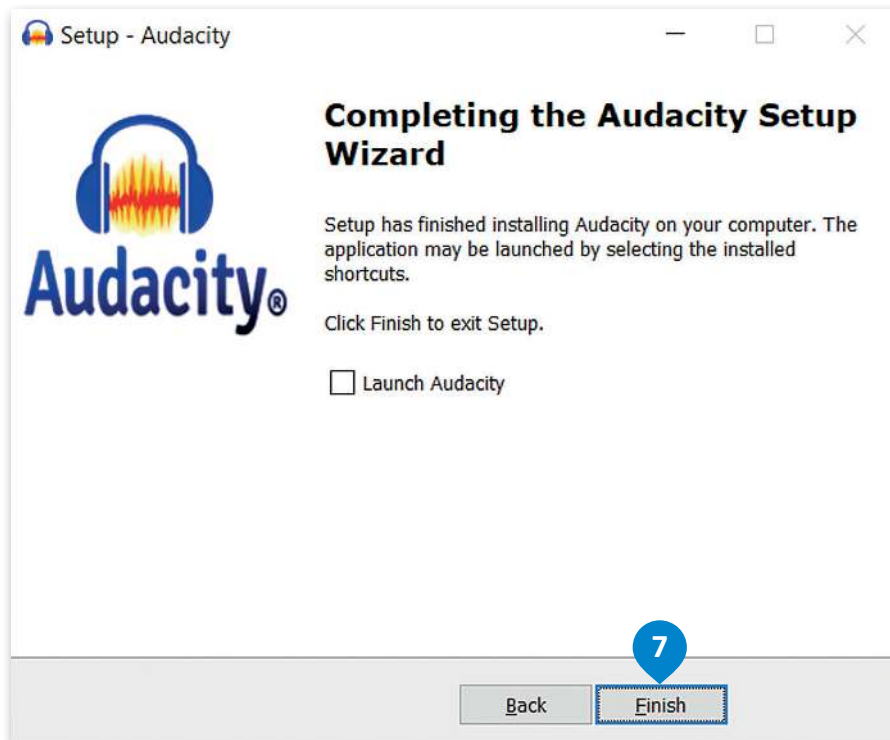 Setup - Audacity
Completing the Audacity Setup
Wizard
Setup has finished installing Audacity on your computer. The
application may be launched by selecting the installed
shortcuts.
Click Finish to exit Setup.
Launch Audacity
Audacity®
7
Back Finish